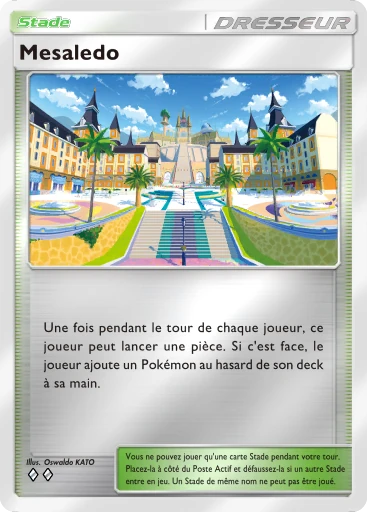 Stade
DRESSEUR
Mesaledo
Une fois pendant le tour de chaque joueur, ce
joueur peut lancer une pièce. Si c'est face, le
joueur ajoute un Pokémon au hasard de son deck
à sa main.
Illus. Oswaldo KATO
Vous ne pouvez jouer qu'une carte Stade pendant votre tour.
Placez-la à côté du Poste Actif et défaussez-la si un autre Stade
entre en jeu. Un Stade de même nom ne peut pas être joué.